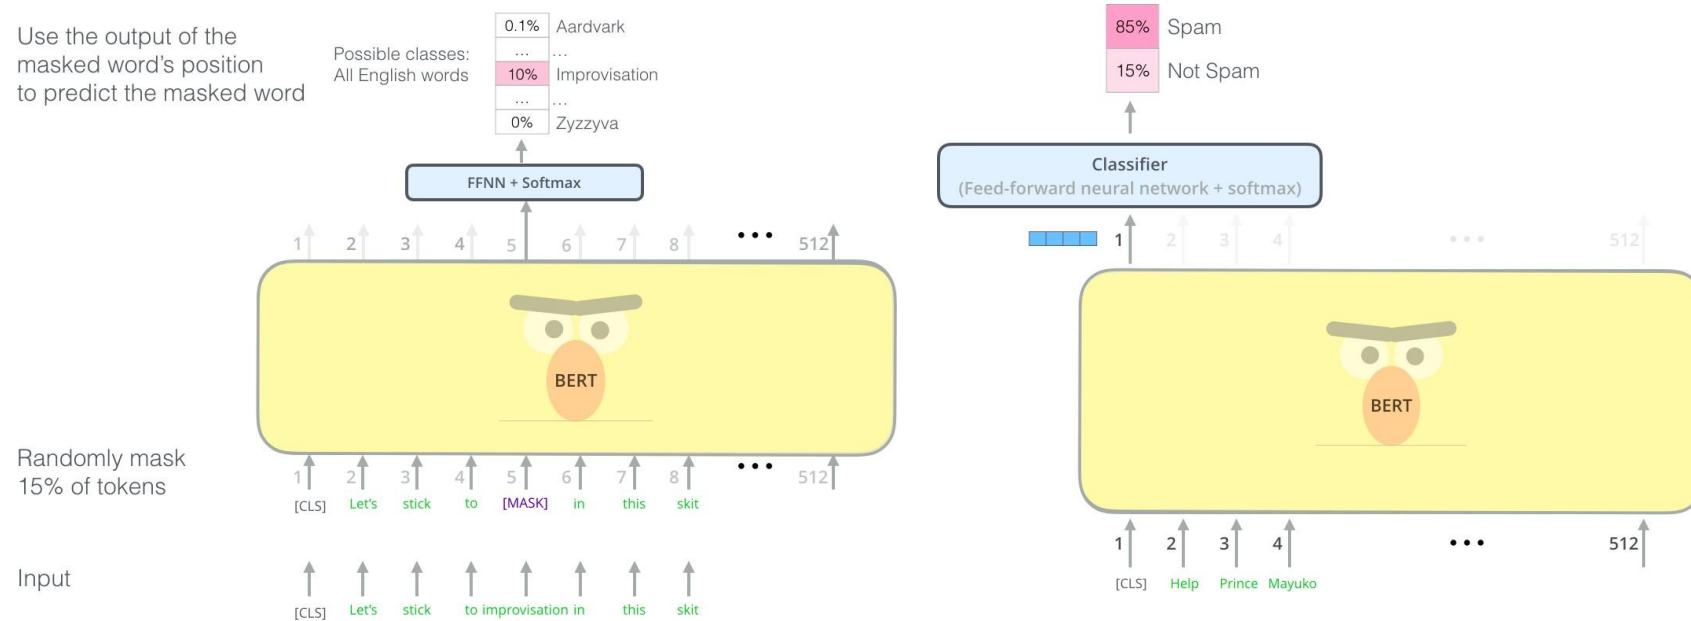 Use the output of the
masked word's position
to predict the masked word
Possible classes:
All English words
0.1% Aardvark
... ...
10% Improvisation
... ...
0% Zyzzyva
FFNN + Softmax
1 2 3 4 5 6 7 8 ... 512
BERT
Randomly mask
15% of tokens
1 2 3 4 5 6 7 8 ... 512
[CLS] Let's stick to [MASK] in this skit
Input
[CLS] Let's stick to improvisation in this skit
85% Spam
15% Not Spam
Classifier
(Feed-forward neural network + softmax)
1 2 3 4 ... 512
BERT
1 2 3 4 ... 512
[CLS] Help Prince Mayuko